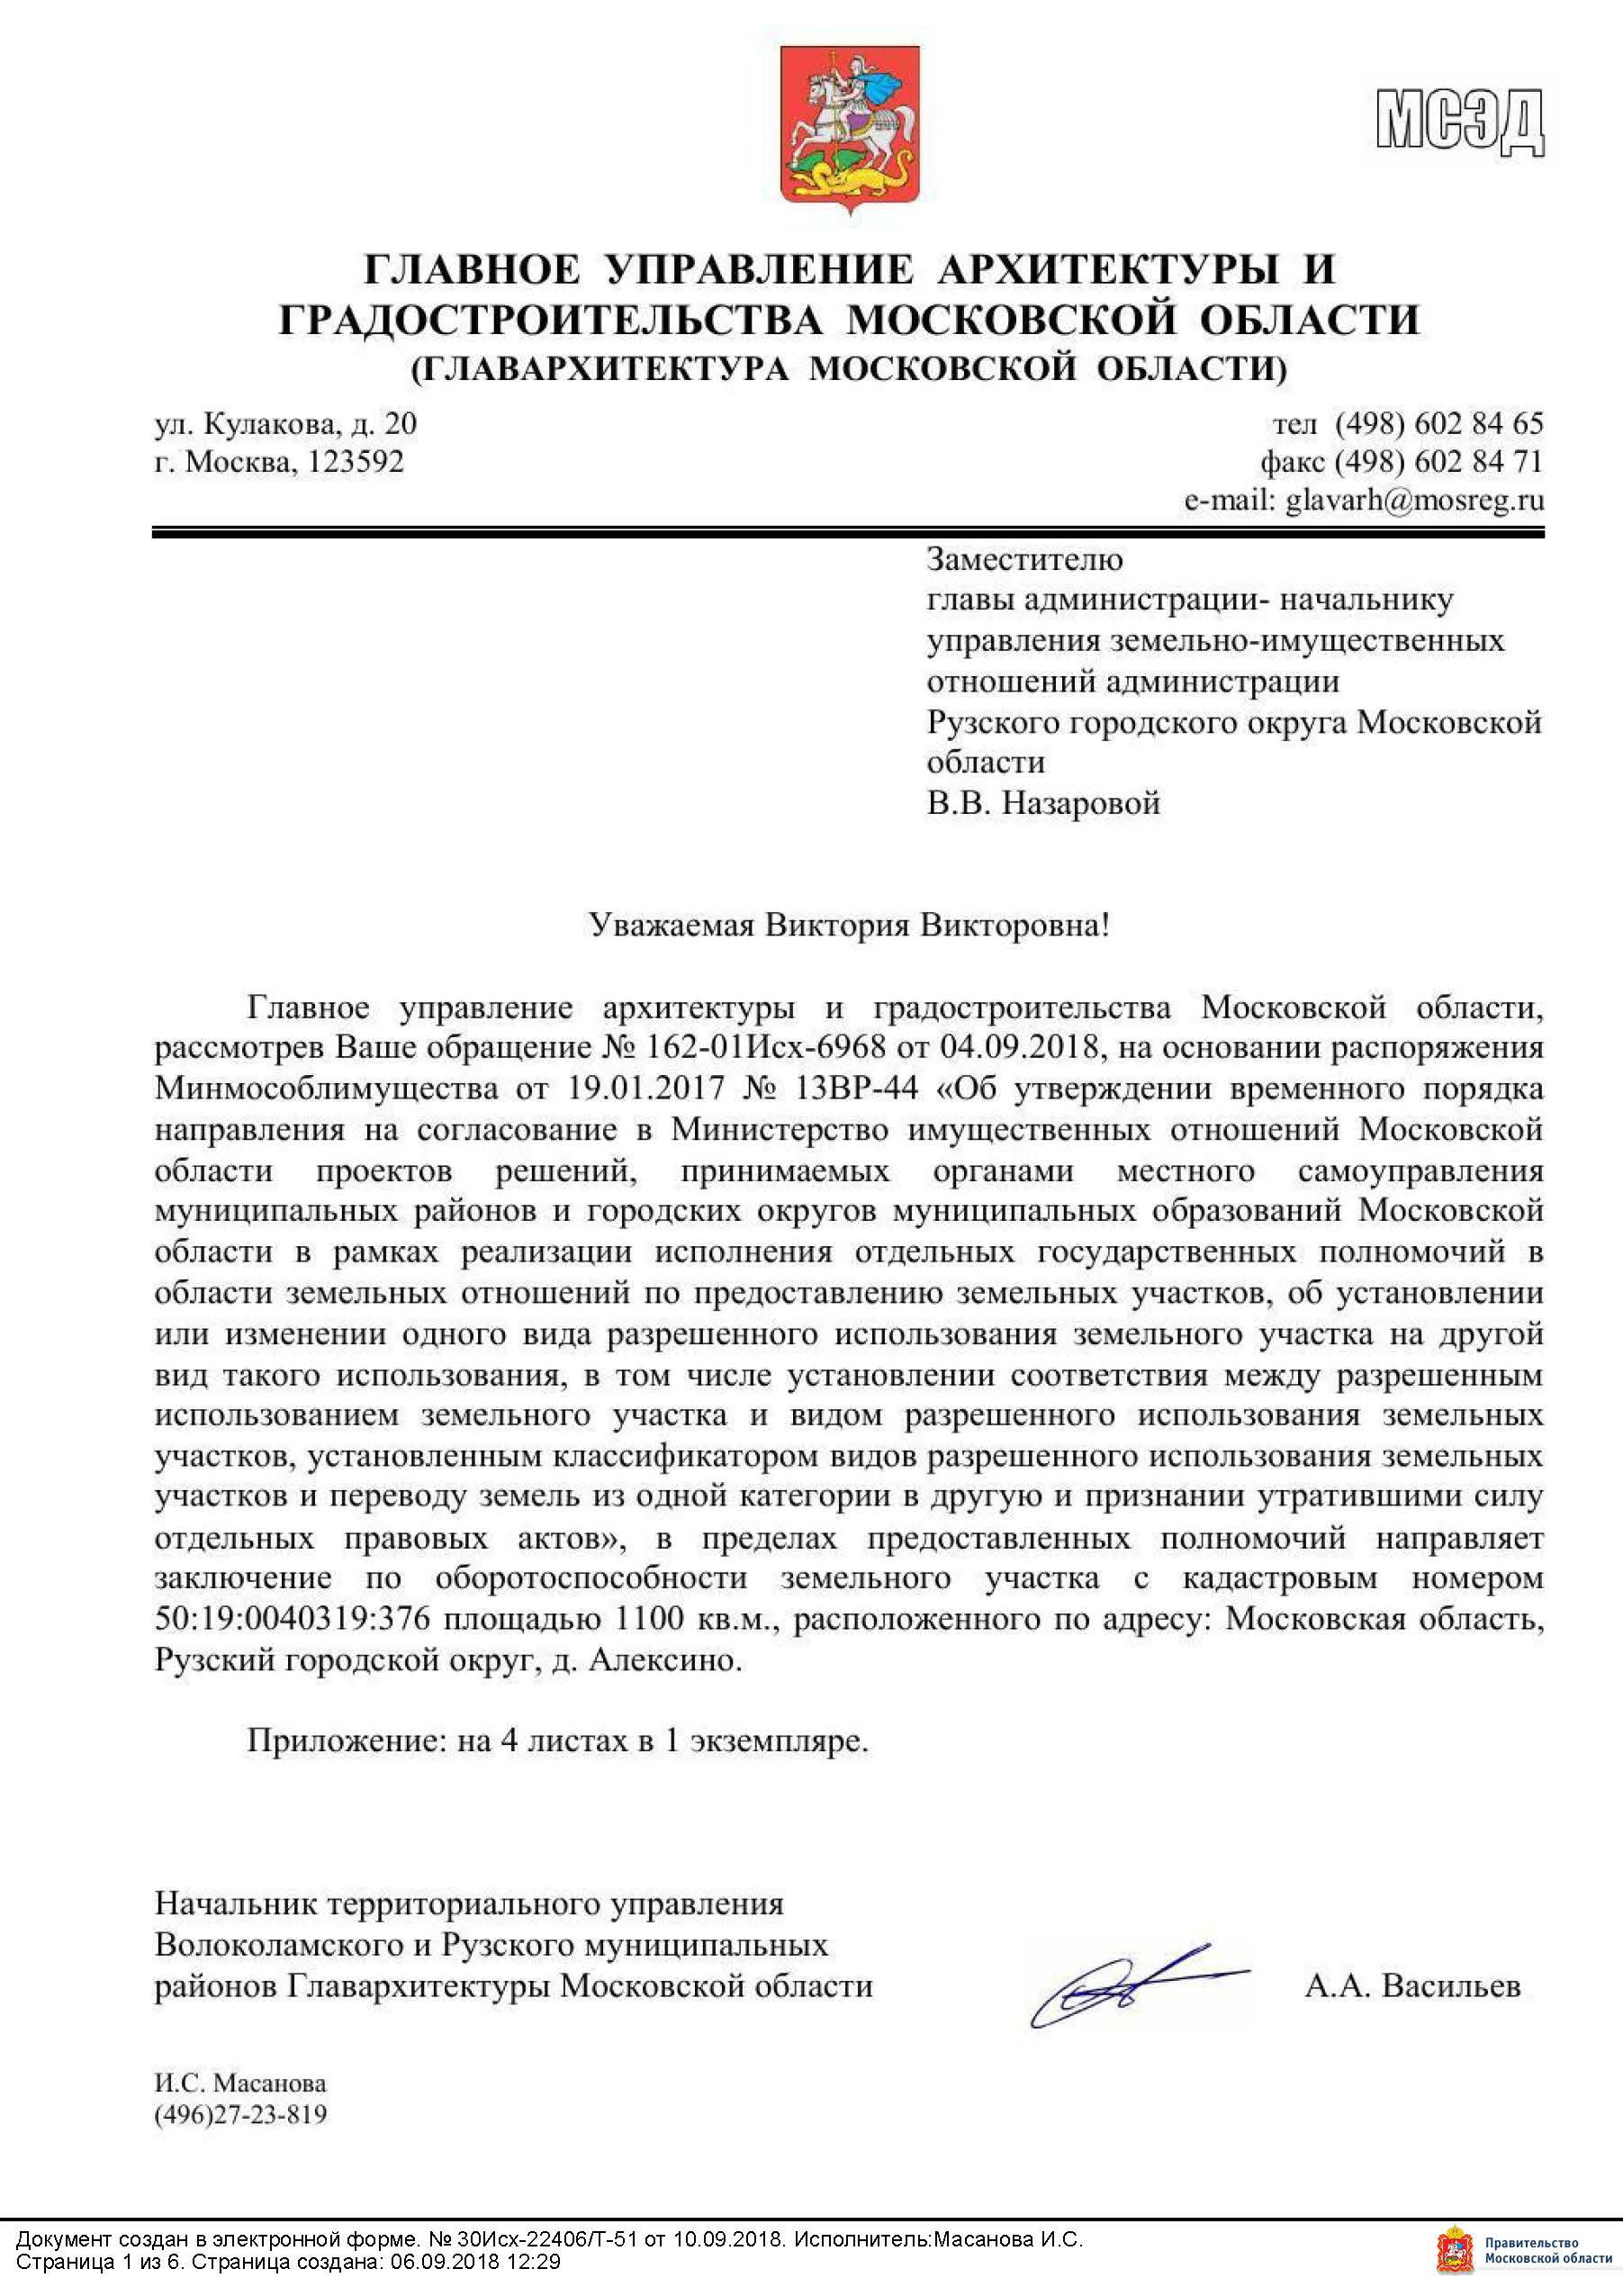 МСЭД
ГЛАВНОЕ УПРАВЛЕНИЕ АРХИТЕКТУРЫ И
ГРАДОСТРОИТЕЛЬСТВА МОСКОВСКОЙ ОБЛАСТИ
(ГЛАВАРХИТЕКТУРА МОСКОВСКОЙ ОБЛАСТИ)
ул. Кулакова, д. 20
г. Москва, 123592
тел (498) 602 84 65
факс (498) 602 84 71
e-mail: glavarh@mosreg.ru
Заместителю
главы администрации- начальнику
управления земельно-имущественных
отношений администрации
Рузского городского округа Московской
области
В.В. Назаровой
Уважаемая Виктория Викторовна!
Главное управление архитектуры и градостроительства Московской области,
рассмотрев Ваше обращение № 162-01Исх-6968 от 04.09.2018, на основании распоряжения
Минмособлимущества от 19.01.2017 № 13ВР-44 «Об утверждении временного порядка
направления на согласование в Министерство имущественных отношений Московской
области проектов решений, принимаемых органами местного самоуправления
муниципальных районов и городских округов муниципальных образований Московской
области в рамках реализации исполнения отдельных государственных полномочий в
области земельных отношений по предоставлению земельных участков, об установлении
или изменении одного вида разрешенного использования земельного участка на другой
вид такого использования, в том числе установлении соответствия между разрешенным
использованием земельного участка и видом разрешенного использования земельных
участков, установленным классификатором видов разрешенного использования земельных
участков и переводу земель из одной категории в другую и признании утратившими силу
отдельных правовых актов», в пределах предоставленных полномочий направляет
заключение по оборотоспособности земельного участка с кадастровым номером
50:19:0040319:376 площадью 1100 кв.м., расположенного по адресу: Московская область,
Рузский городской округ, д. Алексино.
Приложение: на 4 листах в 1 экземпляре.
Начальник территориального управления
Волоколамского и Рузского муниципальных
районов Главархитектуры Московской области
А.А. Васильев
И.С. Масанова
(496)27-23-819
Документ создан в электронной форме. № 30Исх-22406/Т-51 от 10.09.2018. Исполнитель:Масанова И.С.
Страница 1 из 6. Страница создана: 06.09.2018 12:29
Правительство
Московской области